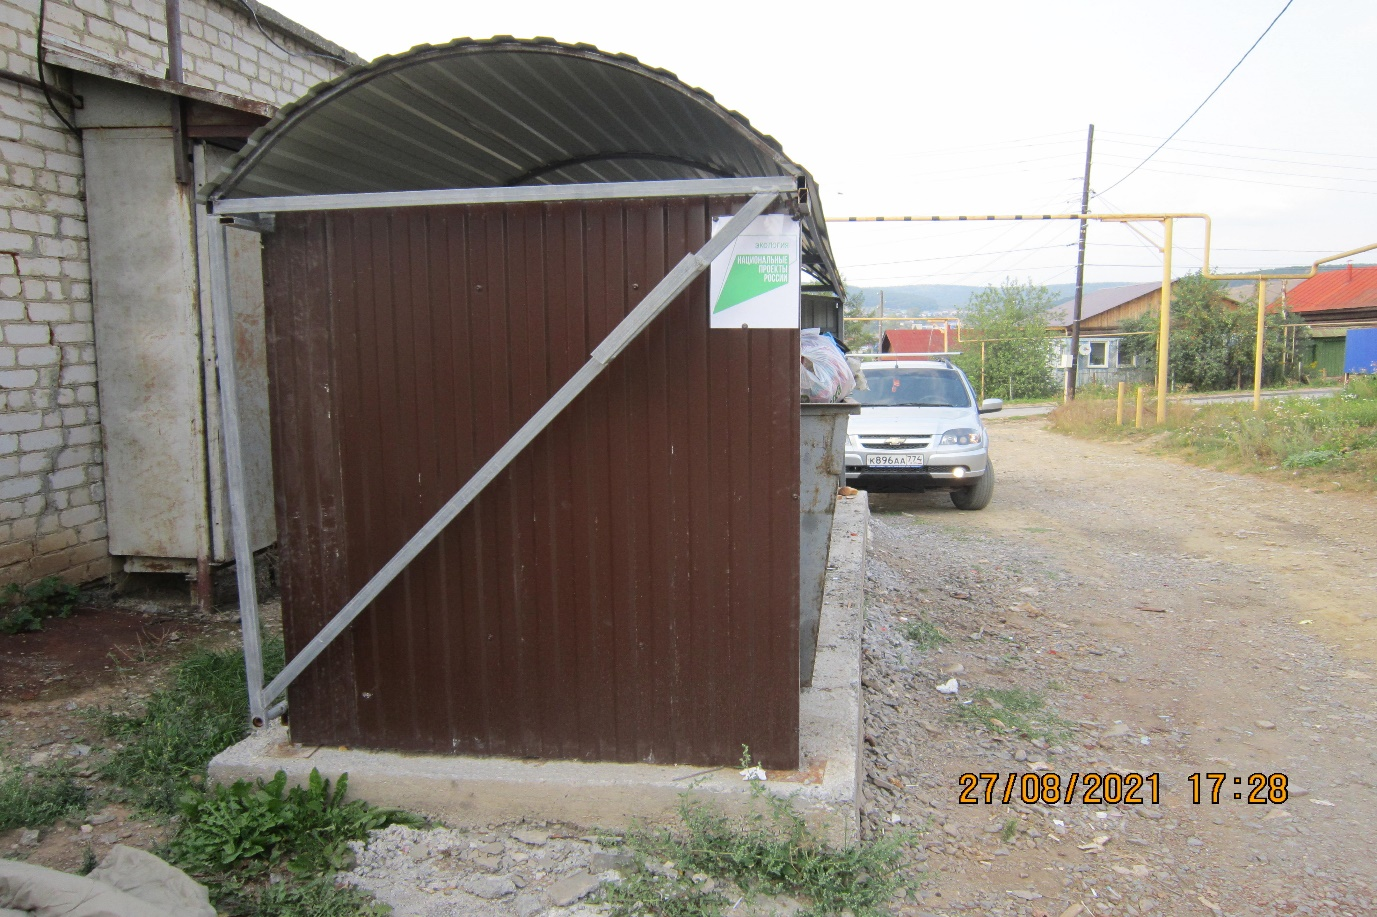 экология
НАЦИОНАЛЬНЫЕ
ПРОЕКТЫ
РОССИИ
К896АА774
27/08/2021 17:28